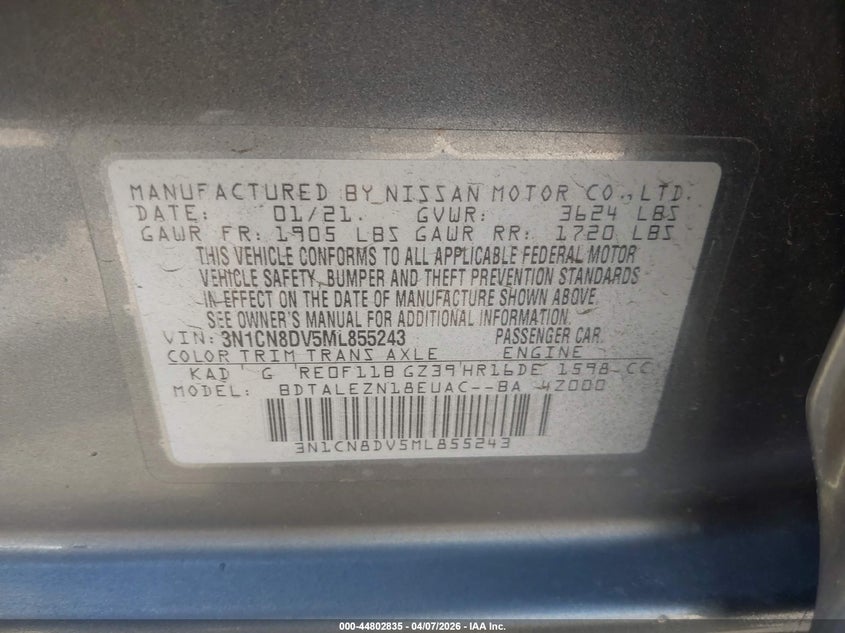 MANUFACTURED BY NISSAN MOTOR CO., LTD.
DATE: 01/21. GVWR: 3624 LBS
GAWR FR: 1905 LBS GAWR RR: 1720 LBS
THIS VEHICLE CONFORMS TO ALL APPLICABLE FEDERAL MOTOR
VEHICLE SAFETY, BUMPER AND THEFT PREVENTION STANDARDS
IN EFFECT ON THE DATE OF MANUFACTURE SHOWN ABOVE.
SEE OWNER'S MANUAL FOR ADDITIONAL INFORMATION.
VIN: 3N1CN8DV5ML855243 PASSENGER CAR.
COLOR TRIM TRANS AXLE ENGINE
KAD G RE0F11B GZ39 HR16DE 1598 CC
MODEL: BDTALEZN18EUAC--BA 4Z000
3N1CN8DV5ML855243
000-44802835 - 04/07/2026 - IAA Inc.